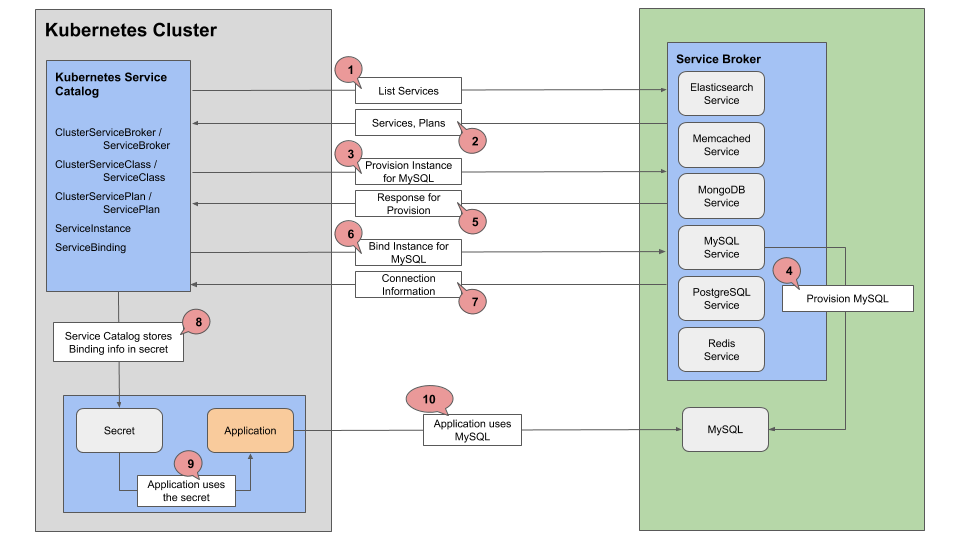 Kubernetes Cluster
Kubernetes Service
Catalog
ClusterServiceBroker /
ServiceBroker
ClusterServiceClass /
ServiceClass
ClusterServicePlan /
ServicePlan
ServiceInstance
ServiceBinding
1
List Services
Services, Plans
2
3
Provision Instance
for MySQL
Response for
Provision
5
6
Bind Instance for
MySQL
Connection
Information
7
Service Broker
Elasticsearch
Service
Memcached
Service
MongoDB
Service
MySQL
Service
PostgreSQL
Service
Redis
Service
4
Provision MySQL
8
Service Catalog stores
Binding info in secret
Secret
Application
9
Application uses
the secret
10
Application uses
MySQL
MySQL